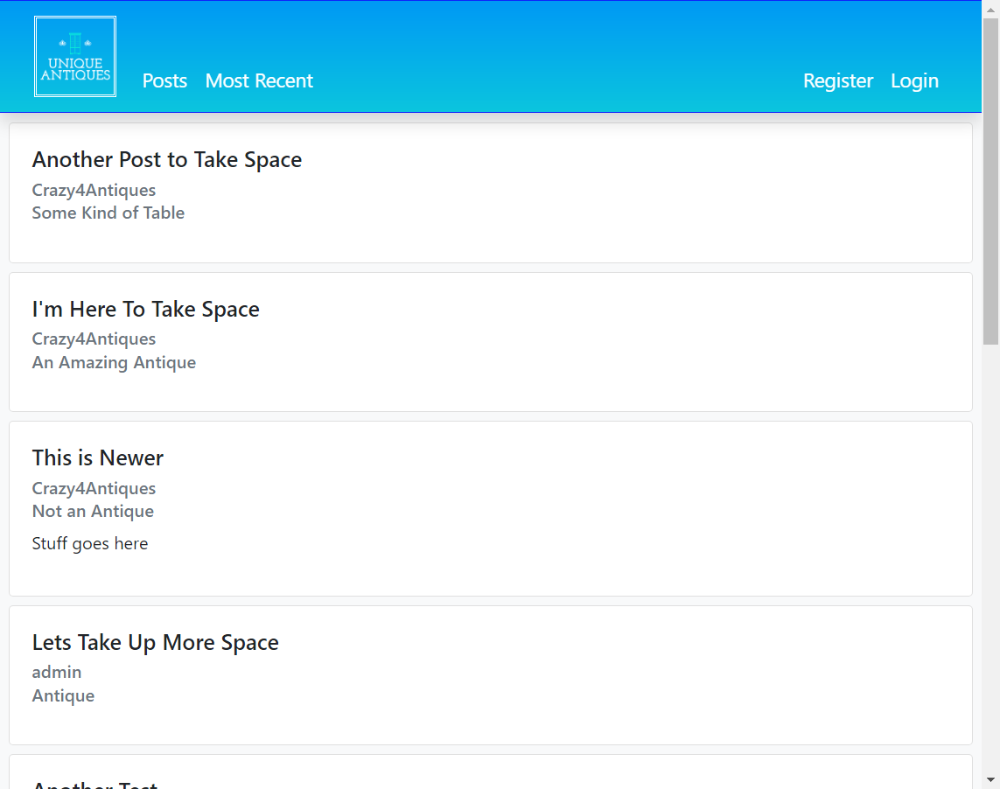 UNIQUE
ANTIQUES
Posts Most Recent Register Login
Another Post to Take Space
Crazy4Antiques
Some Kind of Table
I'm Here To Take Space
Crazy4Antiques
An Amazing Antique
This is Newer
Crazy4Antiques
Not an Antique
Stuff goes here
Lets Take Up More Space
admin
Antique
Another Test